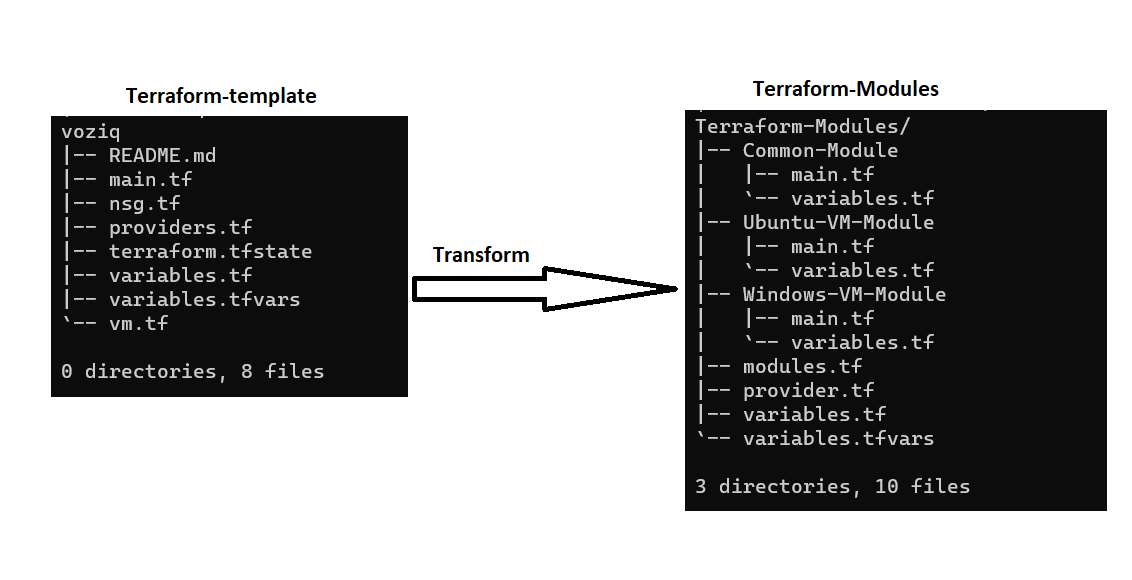 Terraform-template
voziq
|-- README.md
|-- main.tf
|-- nsg.tf
|-- providers.tf
|-- terraform.tfstate
|-- variables.tf
|-- variables.tfvars
`-- vm.tf
0 directories, 8 files
Transform
Terraform-Modules
Terraform-Modules/
|-- Common-Module
|   |-- main.tf
|   `-- variables.tf
|-- Ubuntu-VM-Module
|   |-- main.tf
|   `-- variables.tf
|-- Windows-VM-Module
|   |-- main.tf
|   `-- variables.tf
|-- modules.tf
|-- provider.tf
|-- variables.tf
`-- variables.tfvars
3 directories, 10 files